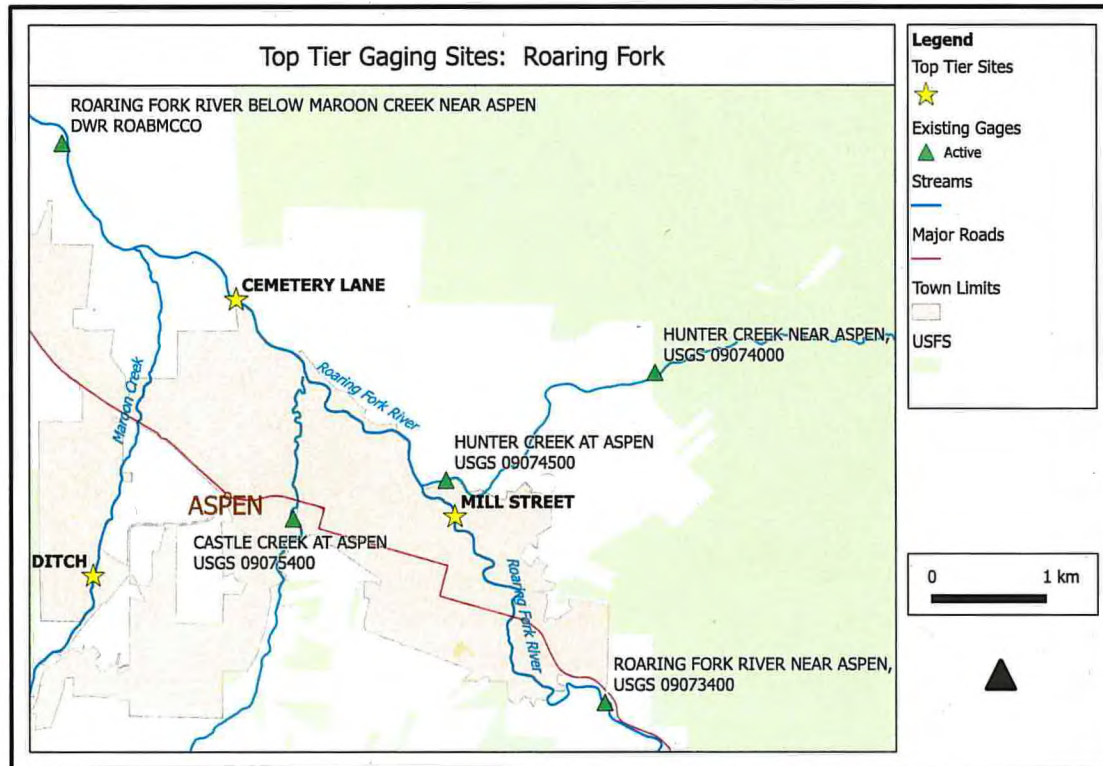 Top Tier Gaging Sites: Roaring Fork
ROARING FORK RIVER BELOW MAROON CREEK NEAR ASPEN
DWR ROABMCCO
CEMETERY LANE
HUNTER CREEK NEAR ASPEN,
USGS 09074000
Roaring Fork River
Maroon Creek
HUNTER CREEK AT ASPEN
USGS 09074500
MILL STREET
ASPEN
CASTLE CREEK AT ASPEN
USGS 09075400
DITCH
Roaring Fork River
ROARING FORK RIVER NEAR ASPEN,
USGS 09073400
Legend
Top Tier Sites
Existing Gages
Active
Streams
Major Roads
Town Limits
USFS
0 1 km